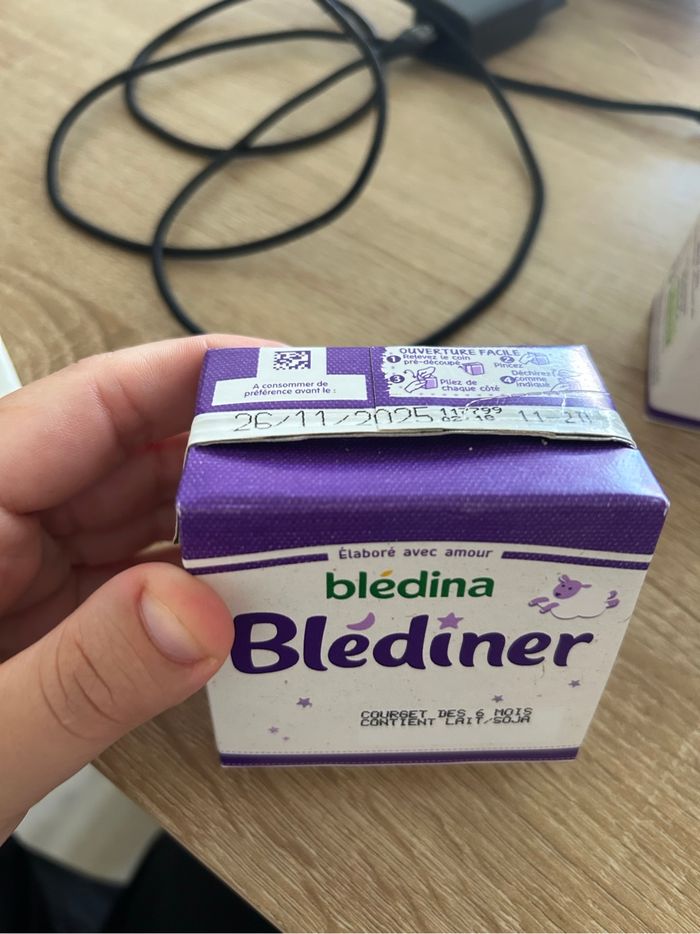 OUVERTURE FACILE
1 Relevez le coin pré-découpé
2 Pincez
3 Pliez de chaque côté
4 Déchirez comme indiqué
A consommer de
préférence avant le :
26/11/2025 117799
Élaboré avec amour
blédina
Blédiner
COURGET DES 6 MOIS
CONTIENT LAIT/SOJA